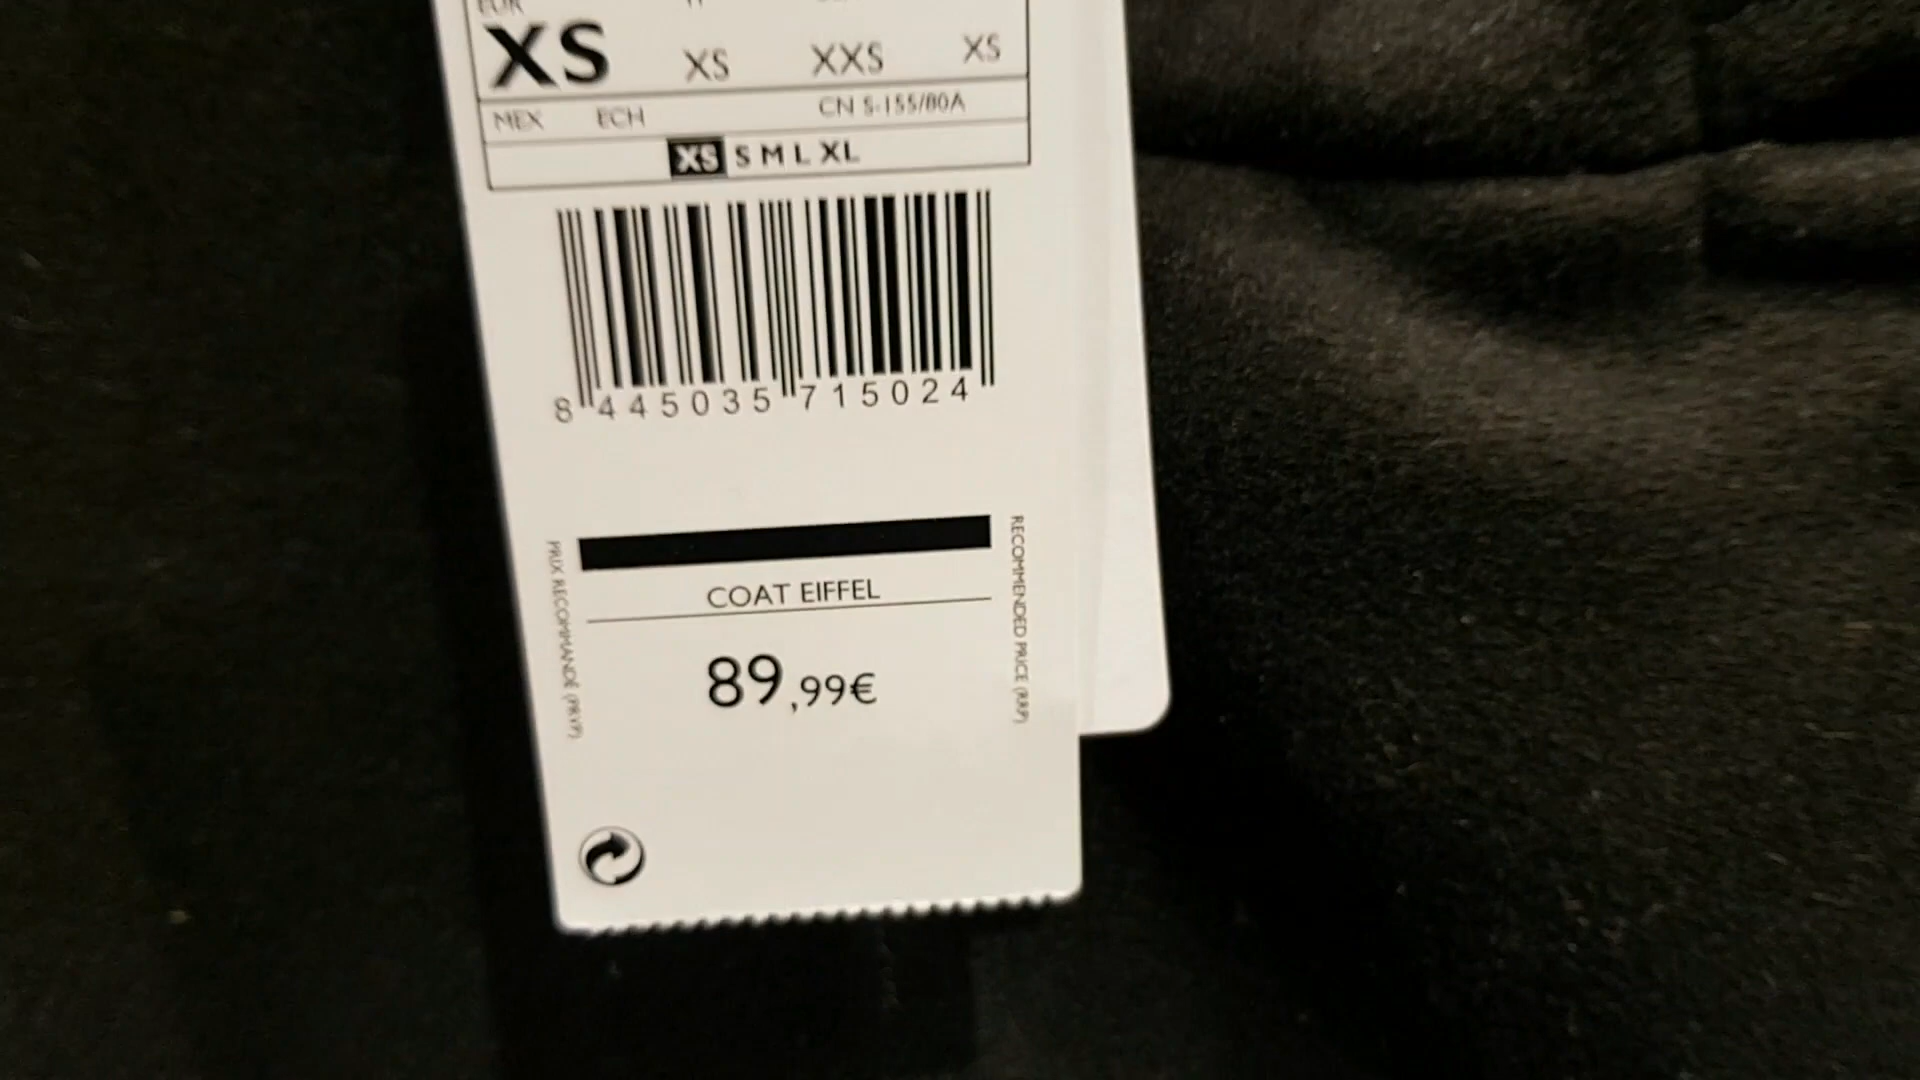 EUR
XS XS XXS XS
MEX ECH CN S-155/80A
XS S M L XL
8 445035 715024
COAT EIFFEL
89,99€
PRIX RECOMMANDÉ (PRVP)
RECOMMENDED PRICE (RRP)